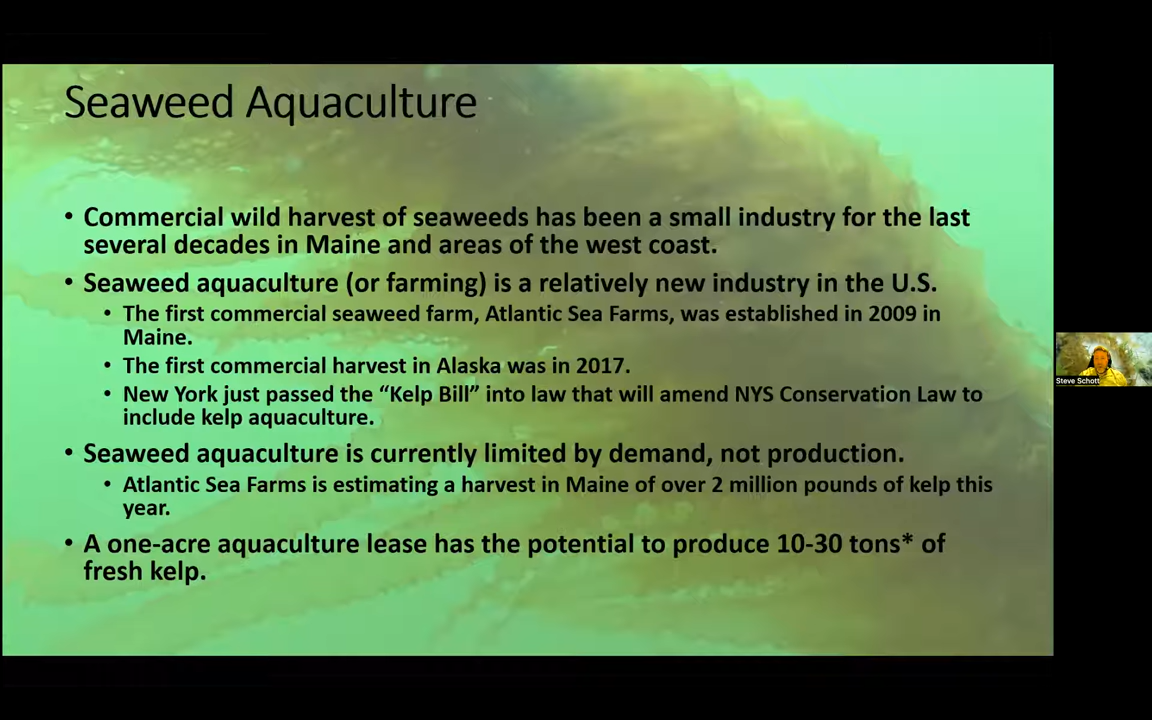 Seaweed Aquaculture
• Commercial wild harvest of seaweeds has been a small industry for the last
several decades in Maine and areas of the west coast.
• Seaweed aquaculture (or farming) is a relatively new industry in the U.S.
• The first commercial seaweed farm, Atlantic Sea Farms, was established in 2009 in
Maine.
• The first commercial harvest in Alaska was in 2017.
• New York just passed the “Kelp Bill” into law that will amend NYS Conservation Law to
include kelp aquaculture.
• Seaweed aquaculture is currently limited by demand, not production.
• Atlantic Sea Farms is estimating a harvest in Maine of over 2 million pounds of kelp this
year.
• A one-acre aquaculture lease has the potential to produce 10-30 tons* of
fresh kelp.
Steve Schott